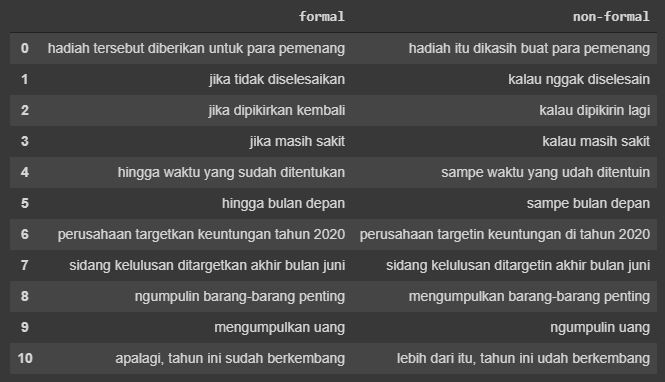 formal non-formal
0 hadiah tersebut diberikan untuk para pemenang hadiah itu dikasih buat para pemenang
1 jika tidak diselesaikan kalau nggak diselesain
2 jika dipikirkan kembali kalau dipikirin lagi
3 jika masih sakit kalau masih sakit
4 hingga waktu yang sudah ditentukan sampe waktu yang udah ditentuin
5 hingga bulan depan sampe bulan depan
6 perusahaan targetkan keuntungan tahun 2020 perusahaan targetin keuntungan di tahun 2020
7 sidang kelulusan ditargetkan akhir bulan juni sidang kelulusan ditargetin akhir bulan juni
8 ngumpulin barang-barang penting mengumpulkan barang-barang penting
9 mengumpulkan uang ngumpulin uang
10 apalagi, tahun ini sudah berkembang lebih dari itu, tahun ini udah berkembang